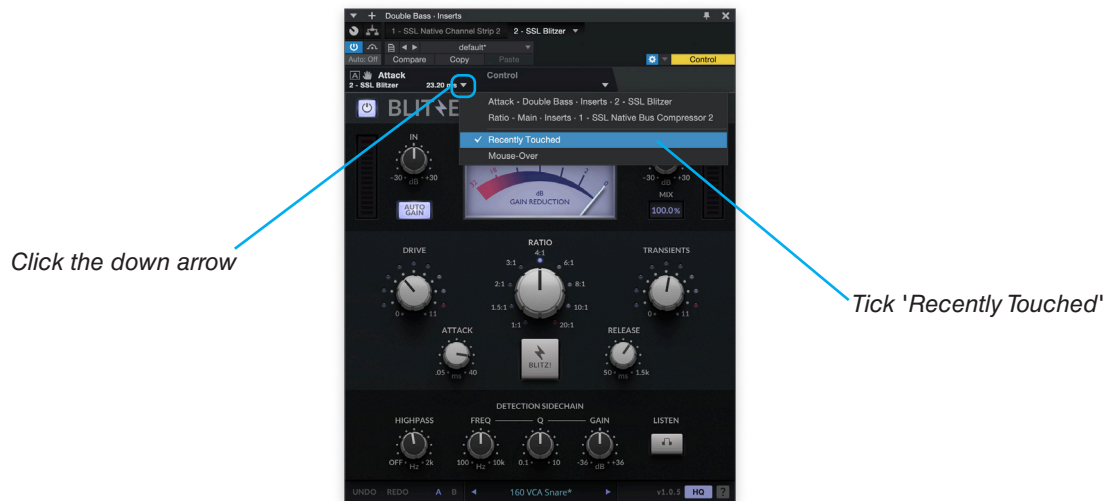 Double Bass · Inserts
1 - SSL Native Channel Strip 2   2 - SSL Blitzer
default*
Auto: Off   Compare   Copy   Paste   Control
A   Attack   Control
2 - SSL Blitzer   23.20 ms
BLITZE
Attack - Double Bass · Inserts · 2 - SSL Blitzer
Ratio - Main · Inserts · 1 - SSL Native Bus Compressor 2
Recently Touched
Mouse-Over
IN
-30   +30   -30   +30
dB   dB
GAIN REDUCTION
MIX
AUTO
GAIN
100.0%
Click the down arrow
Tick 'Recently Touched'
DRIVE   RATIO   TRANSIENTS
4:1
3:1   6:1
2:1   8:1
1.5:1   10:1
1:1   20:1
0   11   0   11
ATTACK   RELEASE
BLITZ!
.05   ms   40   50   ms   1.5k
DETECTION SIDECHAIN
HIGHPASS   FREQ   Q   GAIN   LISTEN
OFF   Hz   2k   100   Hz   10k   0.1   10   -36   dB   +36
UNDO   REDO   A   B   160 VCA Snare*   v1.0.5   HQ   ?